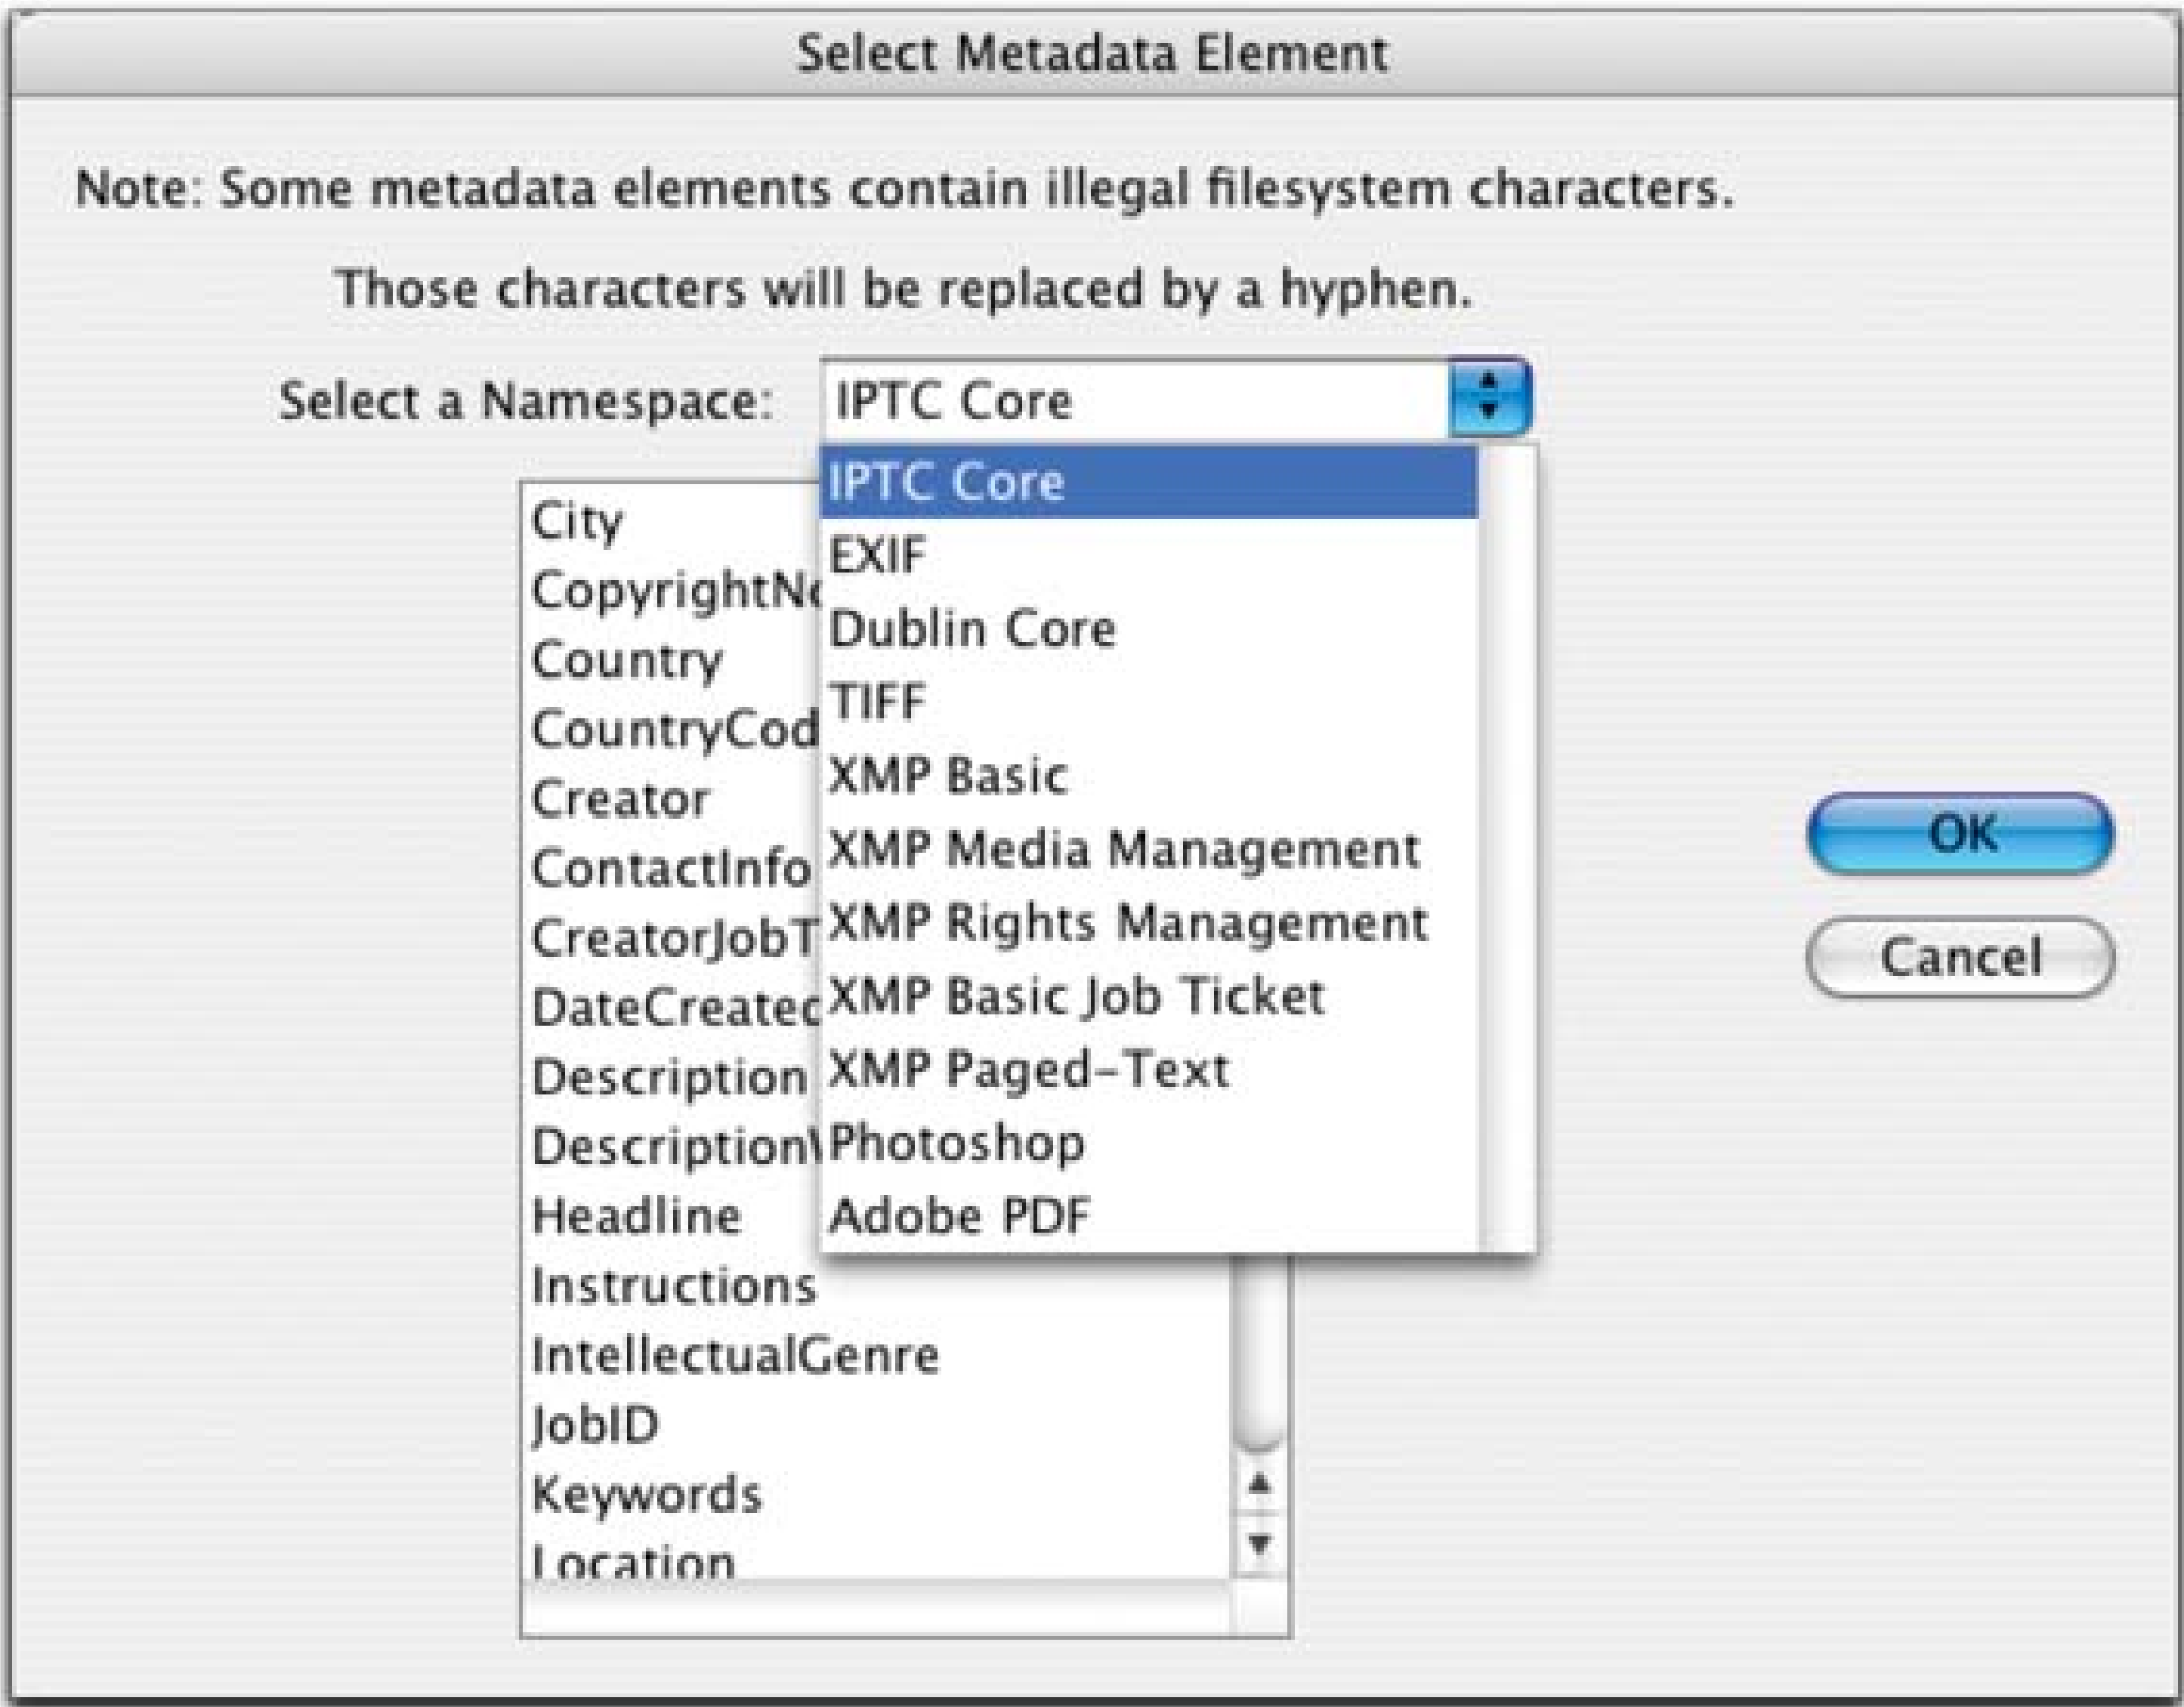 Select Metadata Element
Note: Some metadata elements contain illegal filesystem characters.
Those characters will be replaced by a hyphen.
Select a Namespace: IPTC Core
IPTC Core
EXIF
Dublin Core
TIFF
XMP Basic
XMP Media Management
XMP Rights Management
XMP Basic Job Ticket
XMP Paged-Text
Photoshop
Adobe PDF
City
Country
Creator
ContactInfo
Description
Headline
Instructions
IntellectualGenre
JobID
Keywords
Location
OK
Cancel